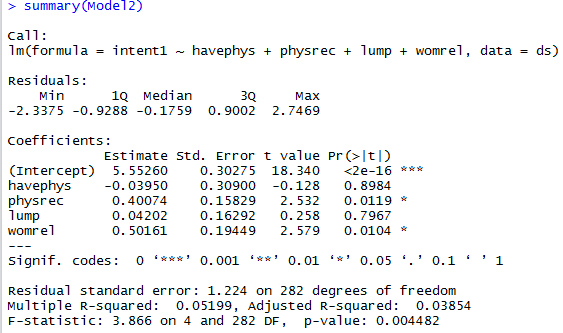 > summary(Model2)
Call:
lm(formula = intent1 ~ havephys + physrec + lump + womrel, data = ds)
Residuals:
Min 1Q Median 3Q Max
-2.3375 -0.9288 -0.1759 0.9002 2.7469
Coefficients:
Estimate Std. Error t value Pr(>|t|)
(Intercept) 5.55260 0.30275 18.340 <2e-16 ***
havephys -0.03950 0.30900 -0.128 0.8984
physrec 0.40074 0.15829 2.532 0.0119 *
lump 0.04202 0.16292 0.258 0.7967
womrel 0.50161 0.19449 2.579 0.0104 *
---
Signif. codes: 0 ‘***’ 0.001 ‘**’ 0.01 ‘*’ 0.05 ‘.’ 0.1 ‘ ’ 1
Residual standard error: 1.224 on 282 degrees of freedom
Multiple R-squared: 0.05199, Adjusted R-squared: 0.03854
F-statistic: 3.866 on 4 and 282 DF, p-value: 0.004482